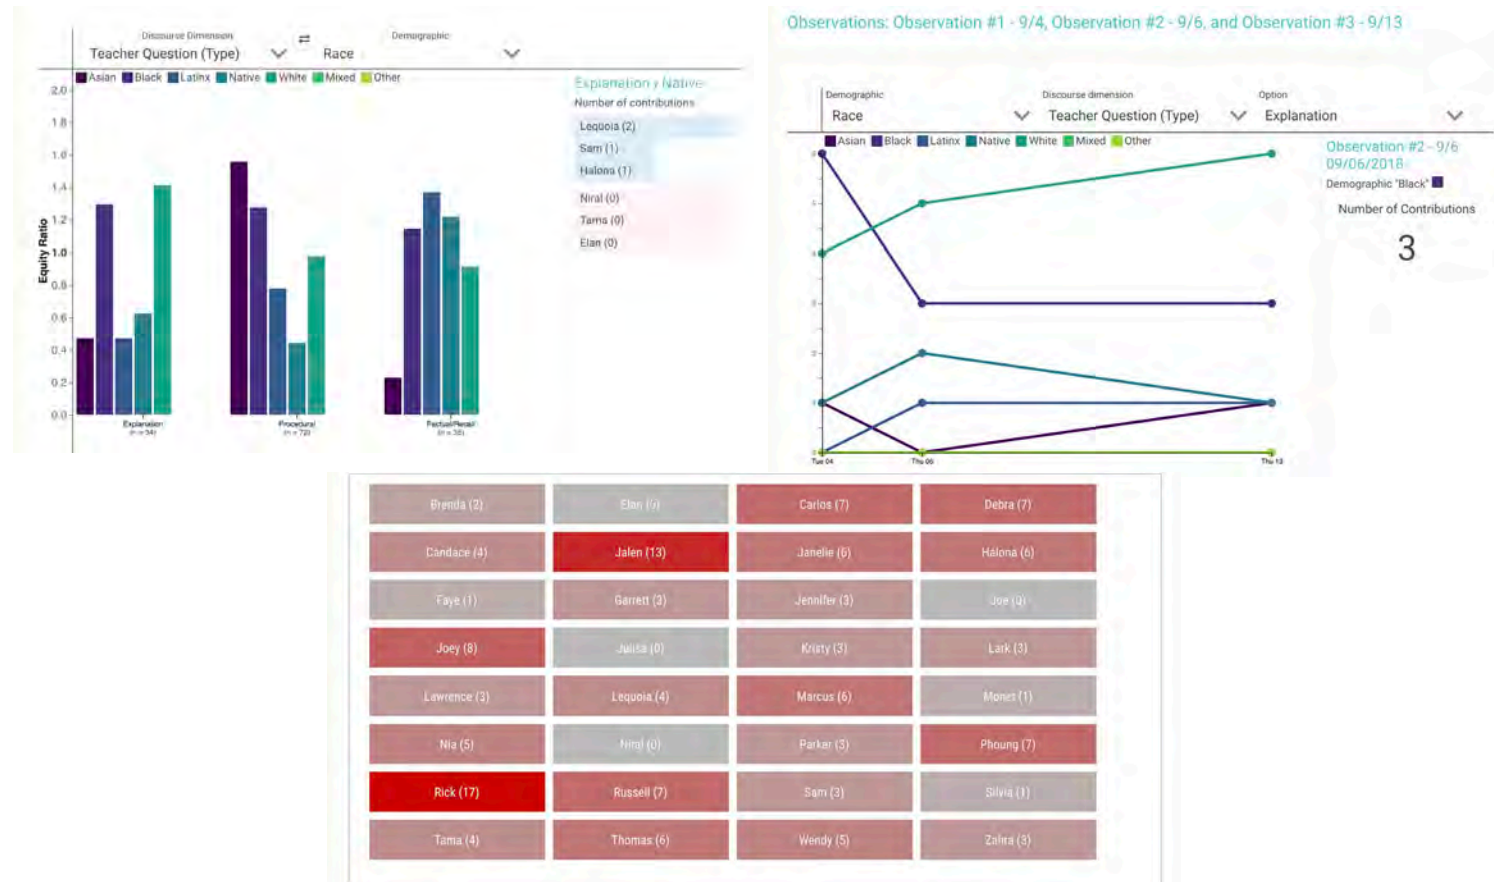 Discourse Dimension
Demographic
Teacher Question (Type)
Race
Asian Black Latinx Native White Mixed Other
2.0
1.0
1.4
1.2
1.0
0.6
0.4
0.2
0.0
Equity Ratio
Explanation
Procedural
(n = 72)
Factual/Recall
Explanation x Native
Number of contributions
Lequoia (2)
Sam (1)
Halona (1)
Niral (0)
Tama (0)
Elan (0)
Observations: Observation #1 - 9/4, Observation #2 - 9/6, and Observation #3 - 9/13
Demographic
Discourse dimension
Option
Race
Teacher Question (Type)
Explanation
Asian Black Latinx Native White Mixed Other
Tue 04
Thu 06
Thu 13
Observation #2 - 9/6
09/06/2018
Demographic "Black"
Number of Contributions
3
Brenda (2) Elan (0) Carlos (7) Debra (7)
Candace (4) Jalen (13) Janelle (6) Halona (6)
Faye (1) Garrett (3) Jennifer (3) Joe (0)
Joey (8) (0) Kristy (3) Lark (3)
Lawrence (3) Lequoia (4) Marcus (6) Monet (1)
Nia (5) Niral (0) Parker (3) Phoung (7)
Rick (17) Russell (7) Sam (3) Silvia (1)
Tama (4) Thomas (6) Wendy (5) Zahra (3)